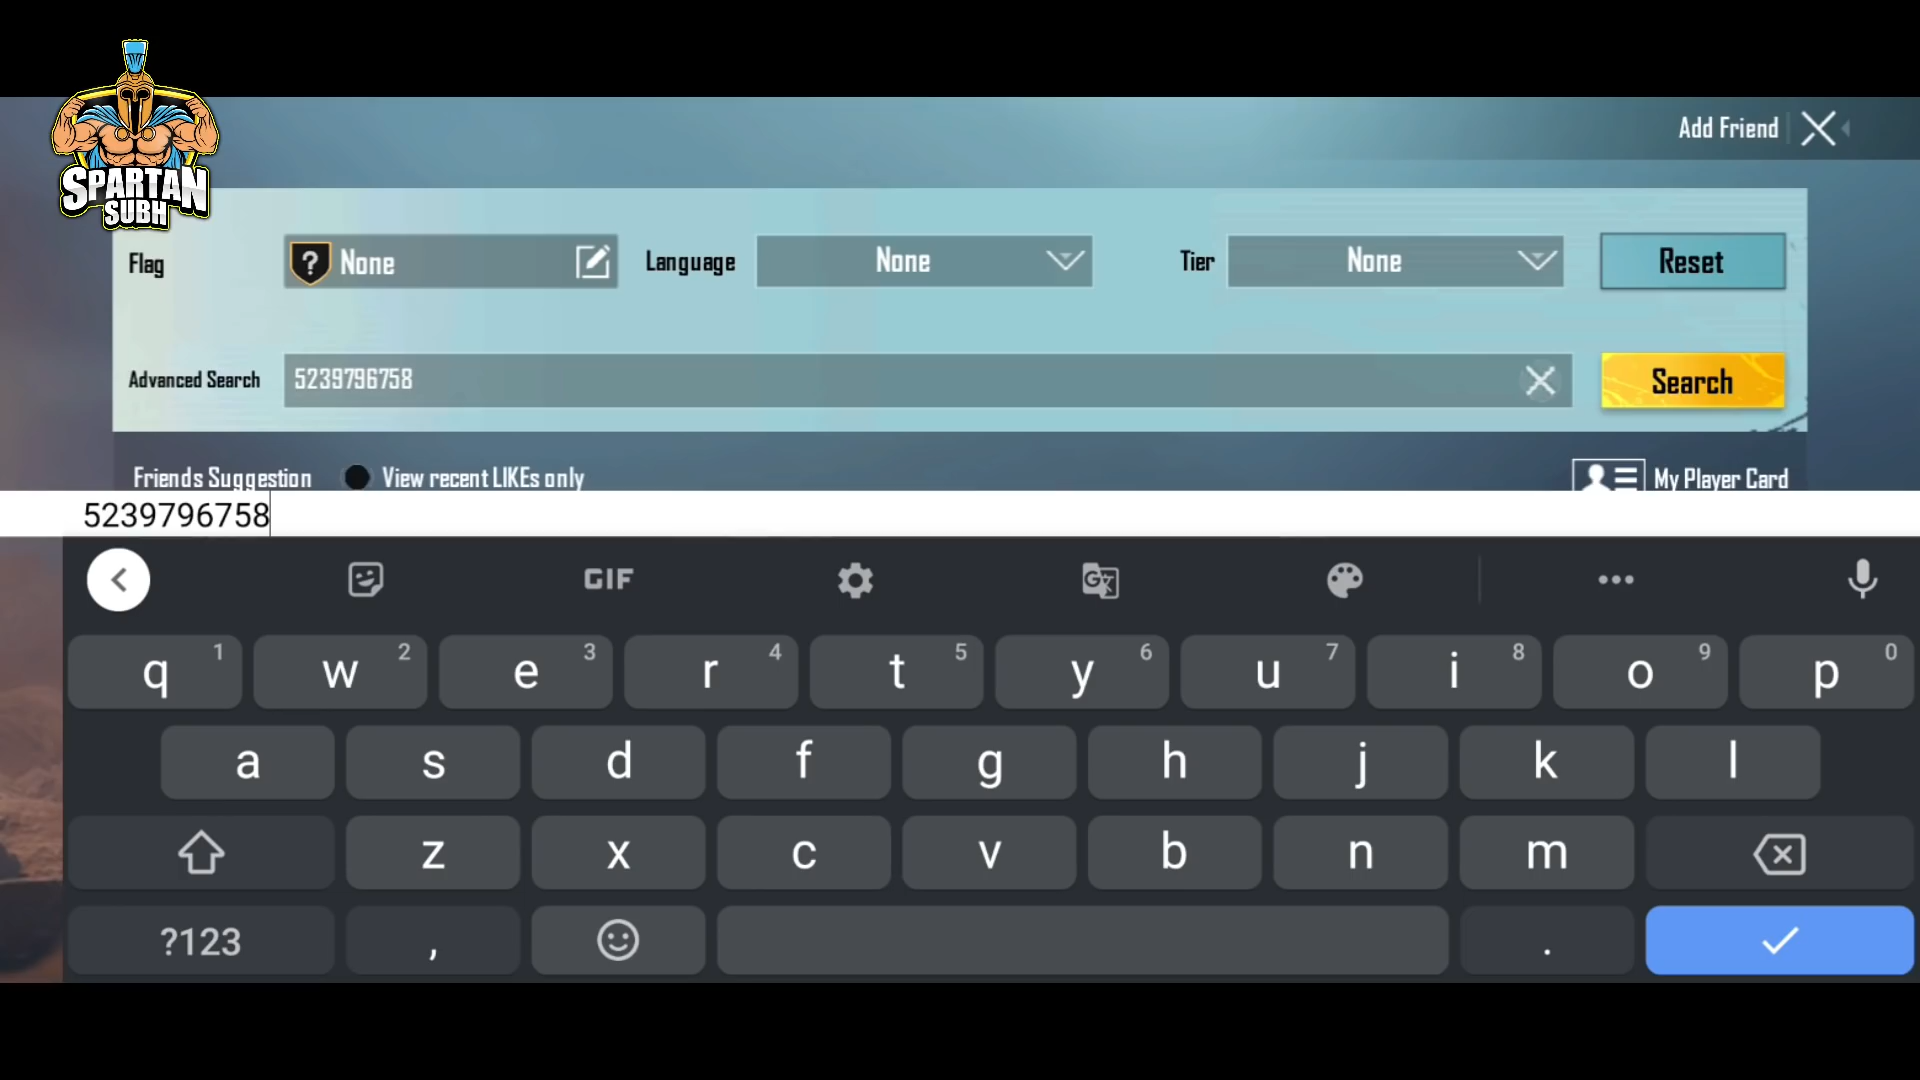 SPARTAN
SUBH
Add Friend
Flag
? None
Language
None
Tier
None
Reset
Advanced Search
5239796758
Search
Friends Suggestion
View recent LIKEs only
My Player Card
5239796758
GIF
G
q 1 w 2 e 3 r 4 t 5 y 6 u 7 i 8 o 9 p 0
a s d f g h j k l
z x c v b n m
?123 , .